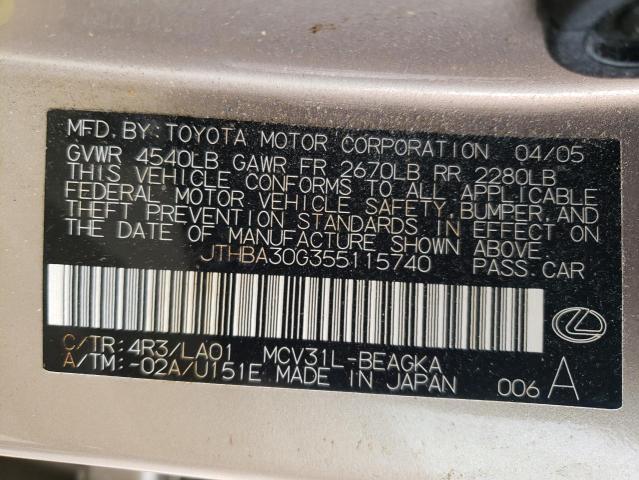 MFD. BY: TOYOTA MOTOR CORPORATION 04/05
GVWR 4540LB GAWR FR 2670LB RR 2280LB
THIS VEHICLE CONFORMS TO ALL APPLICABLE
FEDERAL MOTOR VEHICLE SAFETY, BUMPER, AND
THEFT PREVENTION STANDARDS IN EFFECT ON
THE DATE OF MANUFACTURE SHOWN ABOVE.
JTHBA30G355115740 PASS. CAR
C/TR: 4R3/LA01 MCV31L-BEAGKA
A/TM: -02A/U151E MADE IN JAPAN 006 A